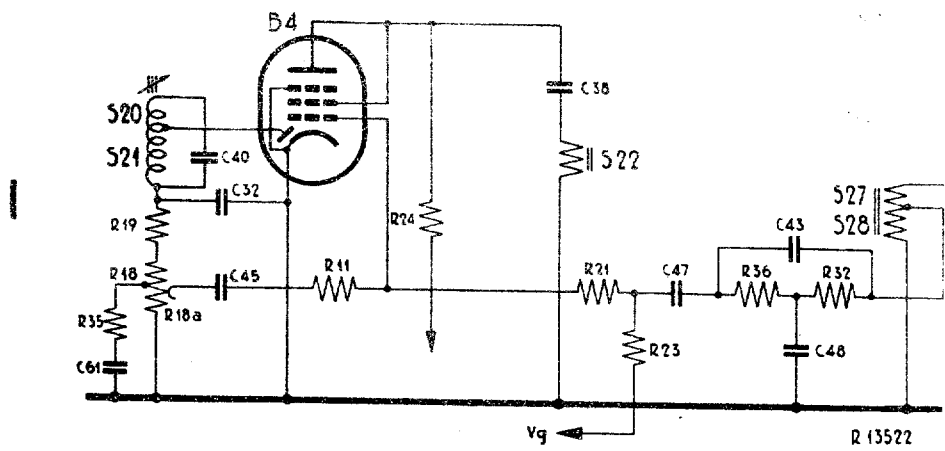 B4
S20
S21
C40
C32
R19
R18
R18a
R35
C61
C45
R11
R24
C38
S22
R21
C47
R23
Vg
C43
R36
R32
C48
S27
S28
R 13522